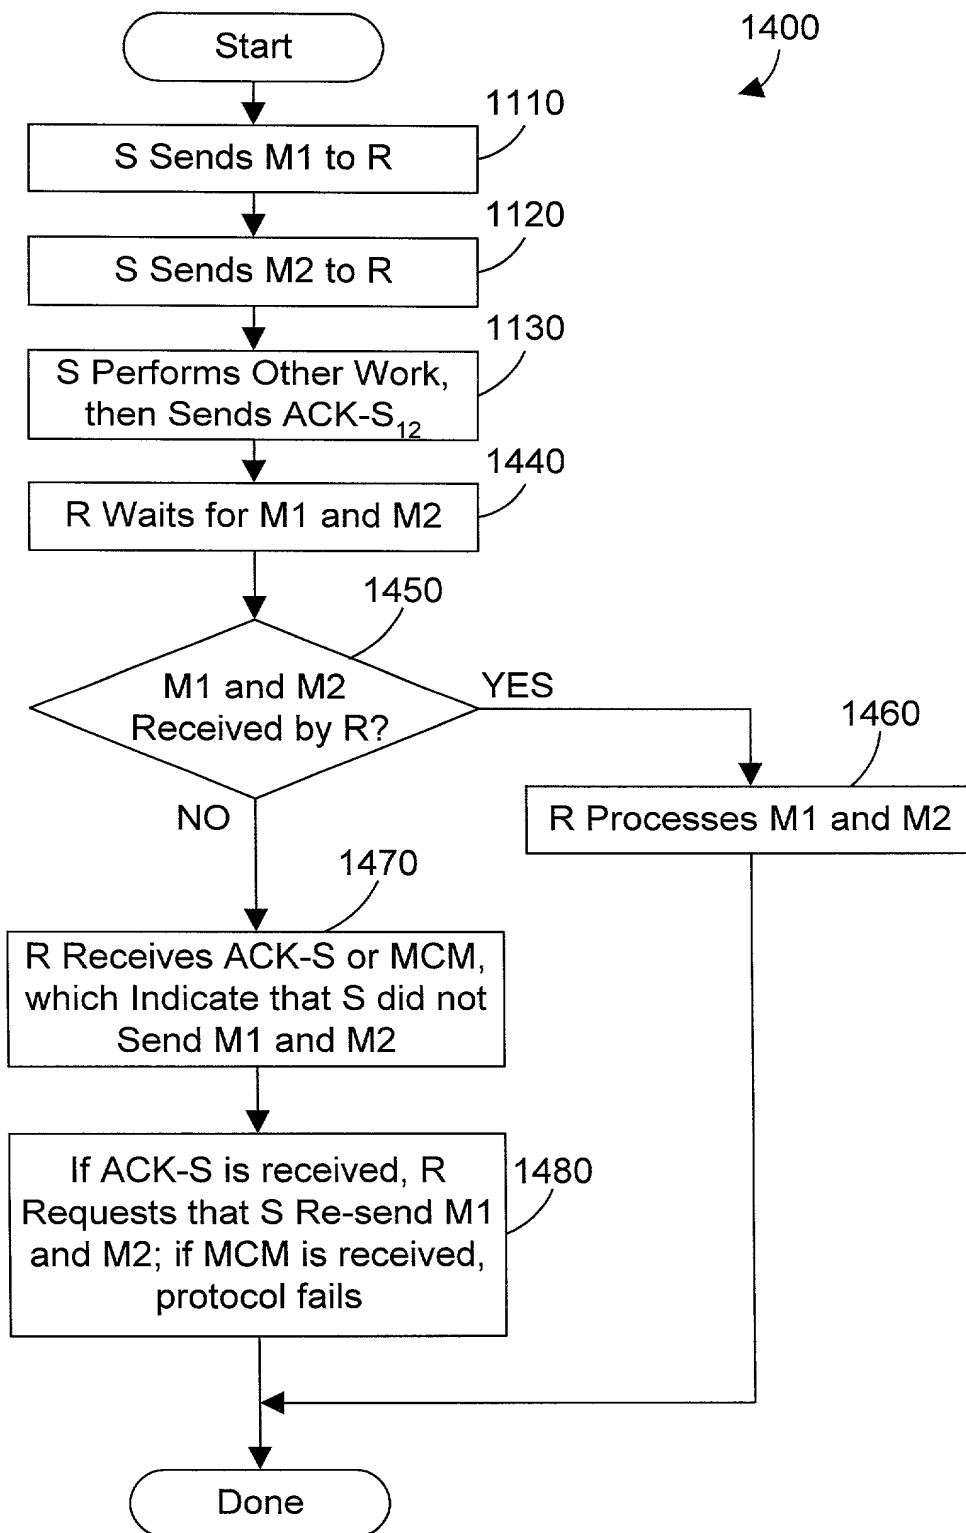 Start
1400
1110
S Sends M1 to R
1120
S Sends M2 to R
1130
S Performs Other Work,
then Sends ACK-S12
1440
R Waits for M1 and M2
1450
M1 and M2
Received by R?
YES
NO
1460
R Processes M1 and M2
1470
R Receives ACK-S or MCM,
which Indicate that S did not
Send M1 and M2
1480
If ACK-S is received, R
Requests that S Re-send M1
and M2; if MCM is received,
protocol fails
Done